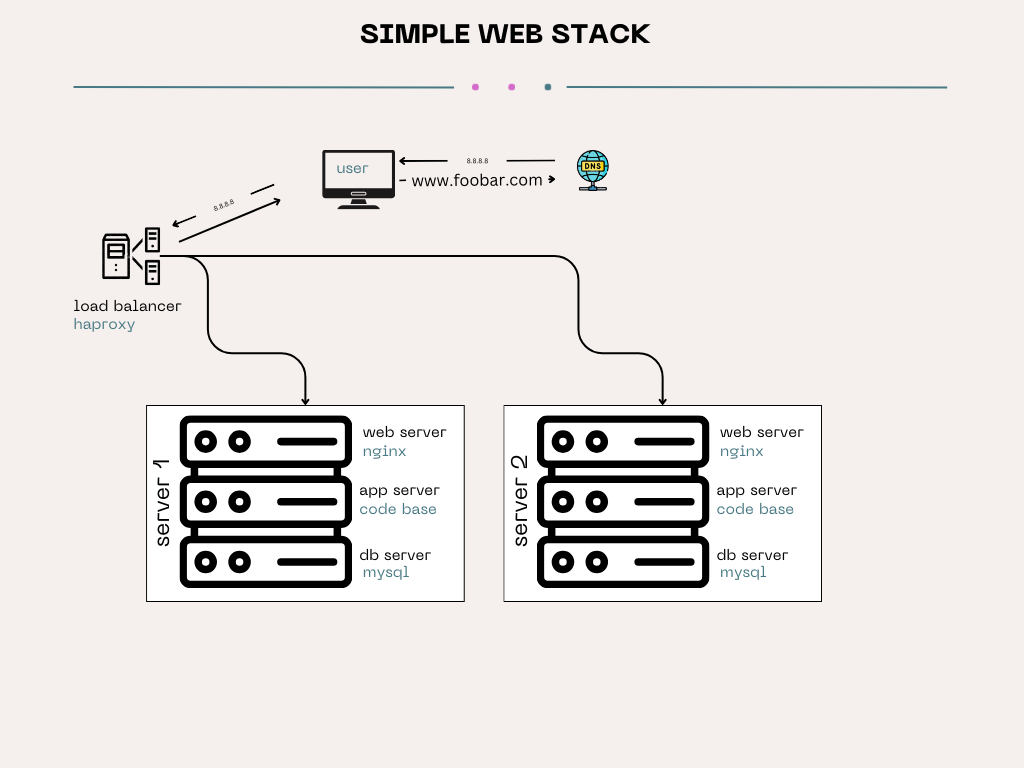 SIMPLE WEB STACK
user
8.8.8.8
DNS
www.foobar.com
8.8.8.8
load balancer
haproxy
server 1
web server
nginx
app server
code base
db server
mysql
server 2
web server
nginx
app server
code base
db server
mysql